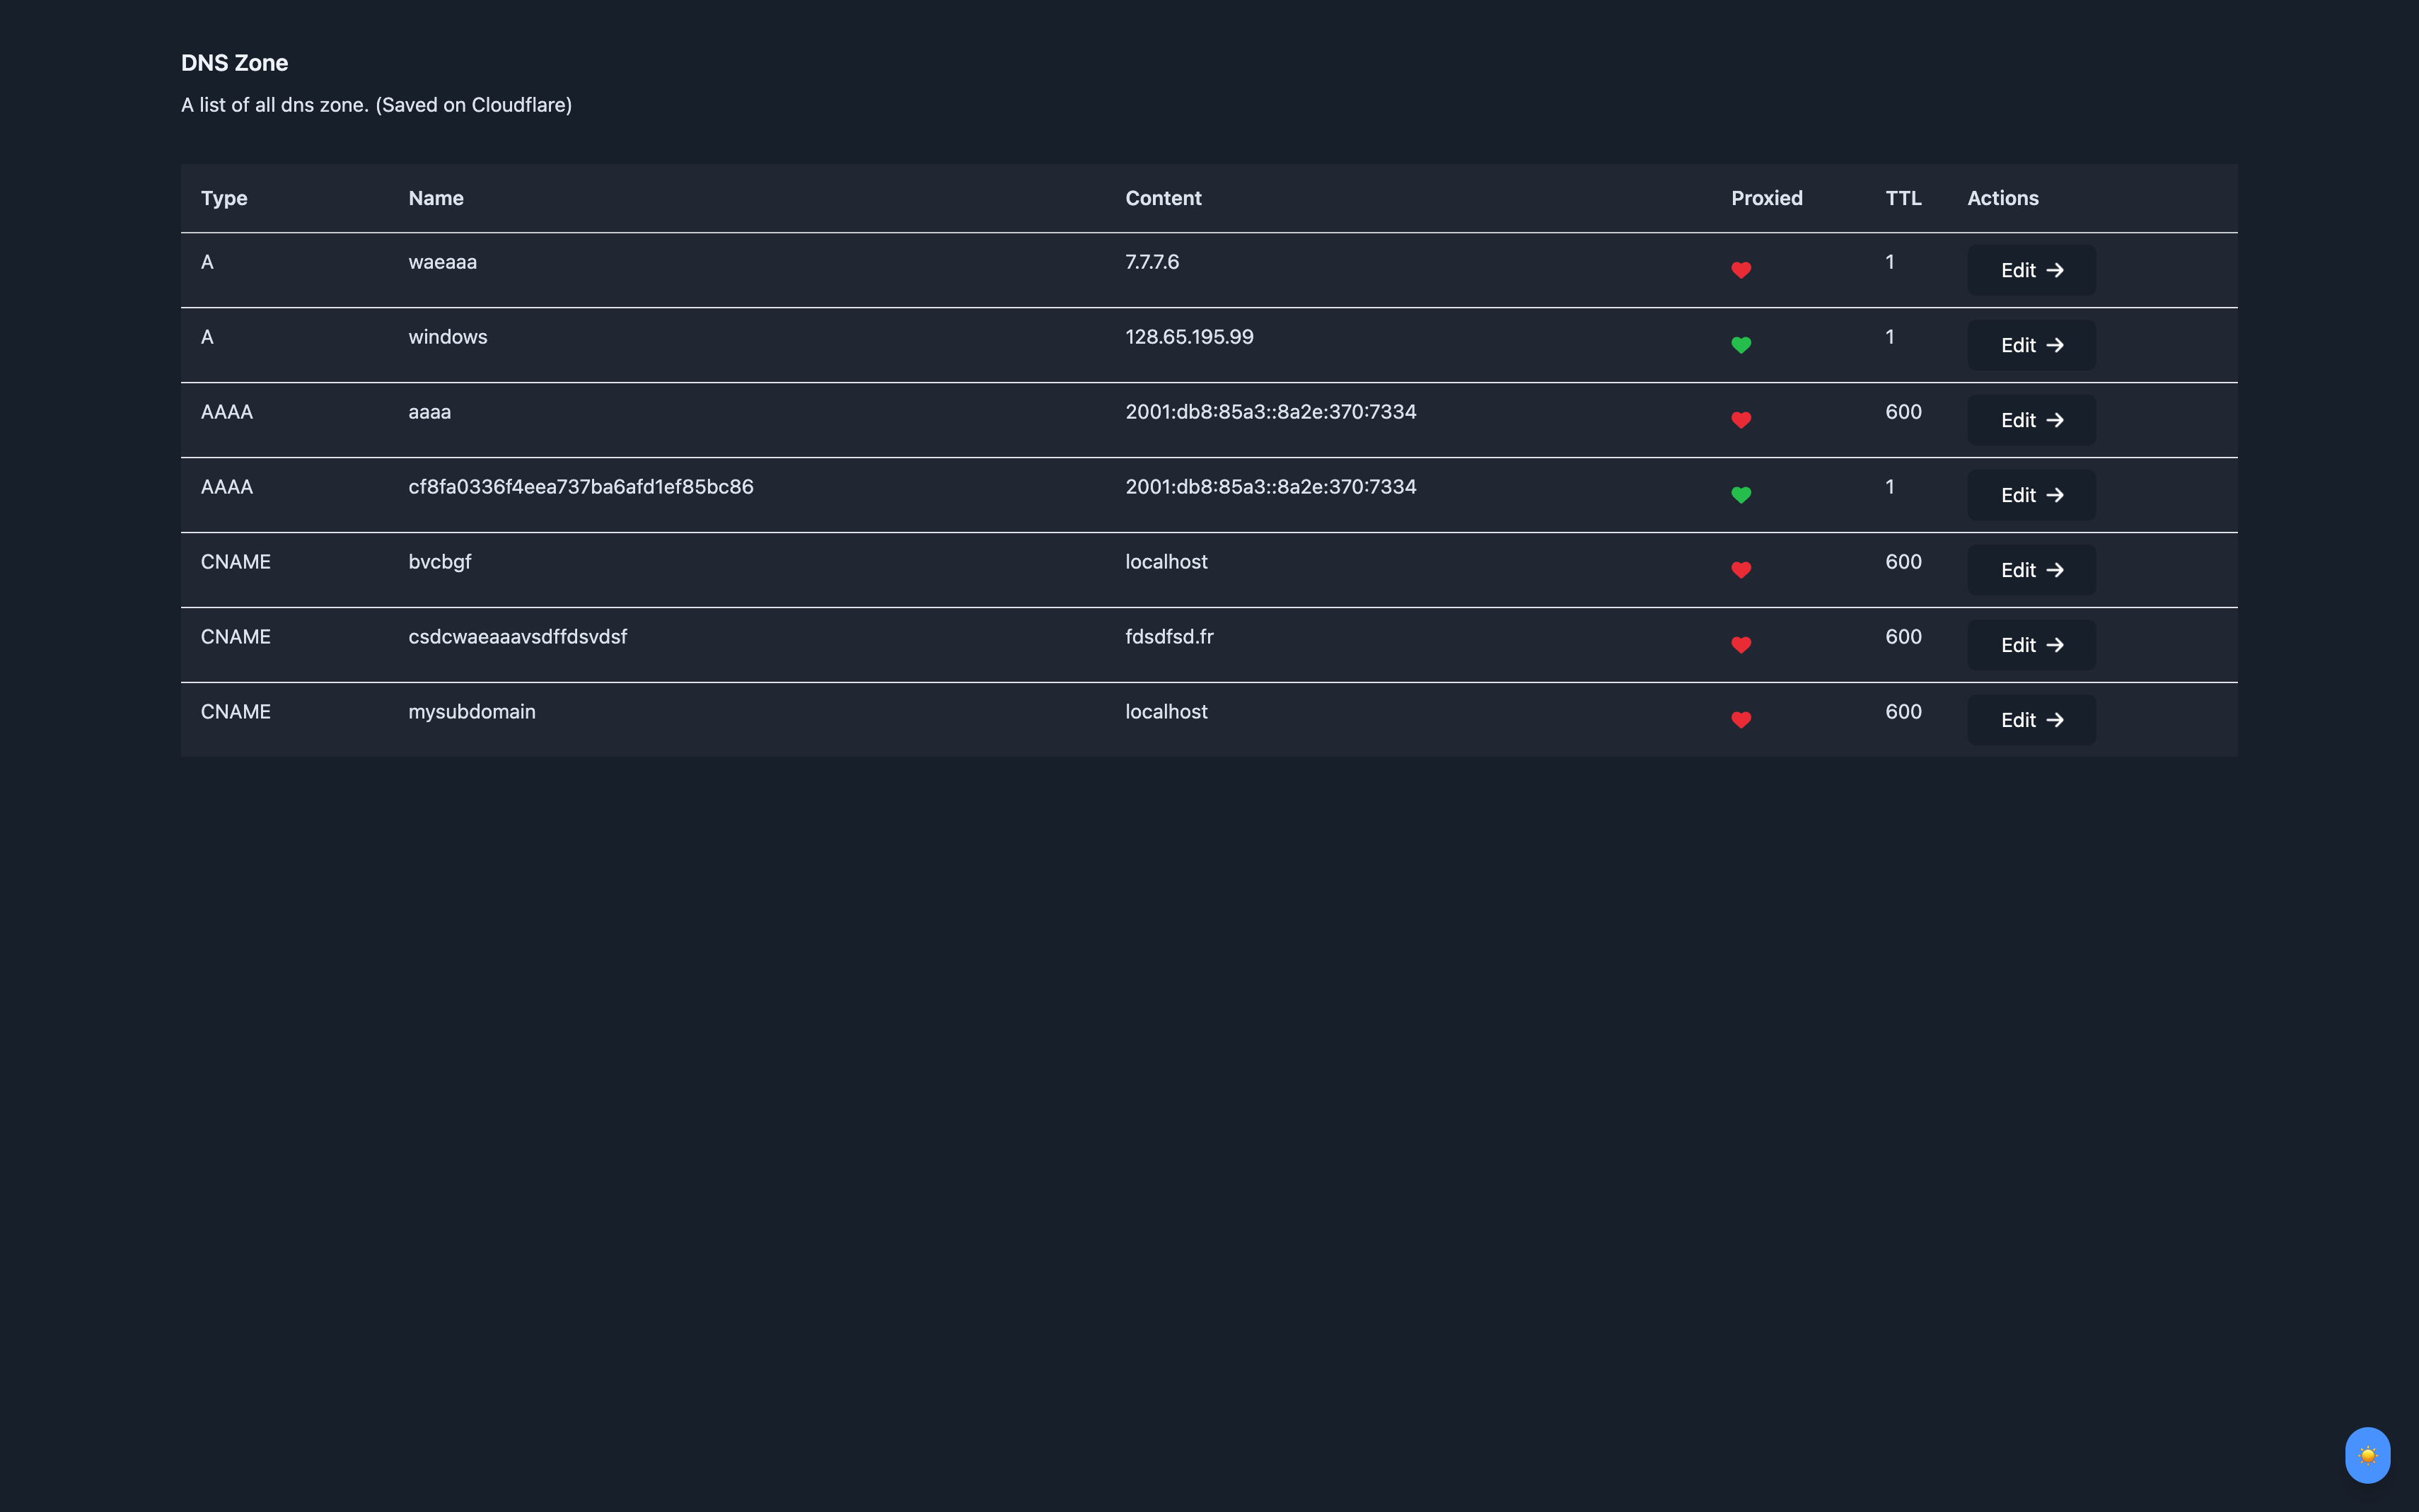 DNS Zone
A list of all dns zone. (Saved on Cloudflare)
Type Name Content Proxied TTL Actions
A waeaaa 7.7.7.6 1 Edit →
A windows 128.65.195.99 1 Edit →
AAAA aaaa 2001:db8:85a3::8a2e:370:7334 600 Edit →
AAAA cf8fa0336f4eea737ba6afd1ef85bc86 2001:db8:85a3::8a2e:370:7334 1 Edit →
CNAME bvcbgf localhost 600 Edit →
CNAME csdcwaeaaavsdffdsvdsf fdsdfsd.fr 600 Edit →
CNAME mysubdomain localhost 600 Edit →